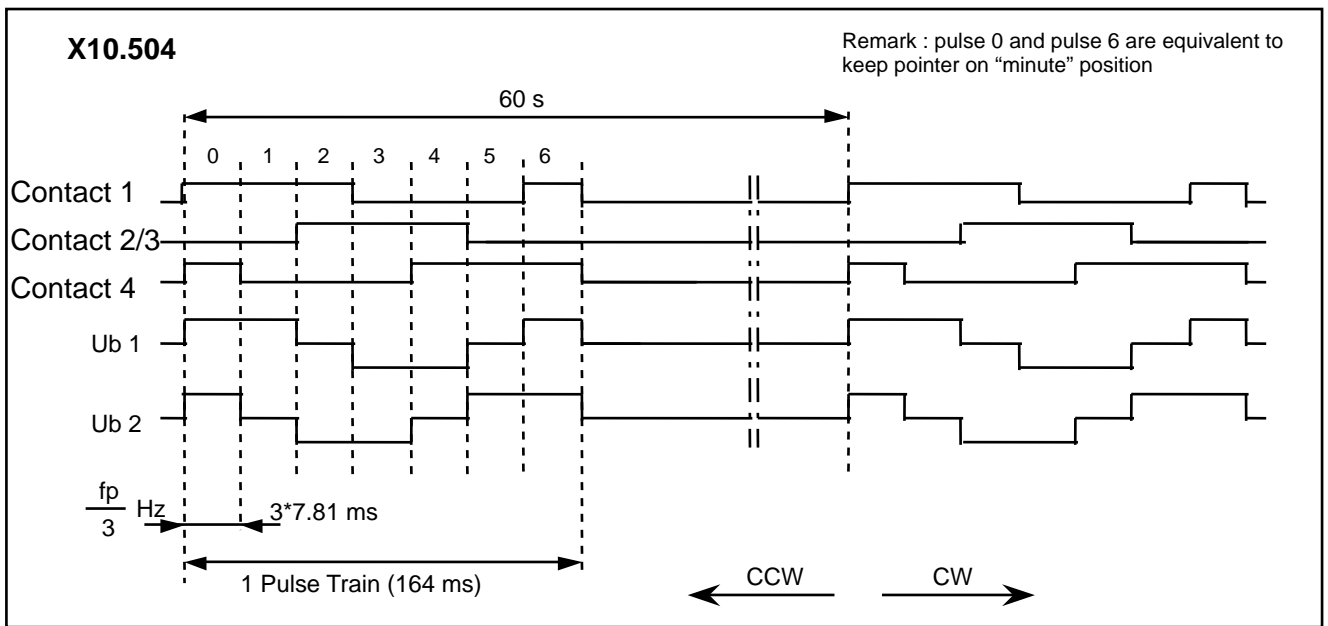 X10.504
Remark : pulse 0 and pulse 6 are equivalent to
keep pointer on “minute” position
60 s
0 1 2 3 4 5 6
Contact 1
Contact 2/3
Contact 4
Ub 1
Ub 2
fp
3
Hz
3*7.81 ms
1 Pulse Train (164 ms)
CCW
CW